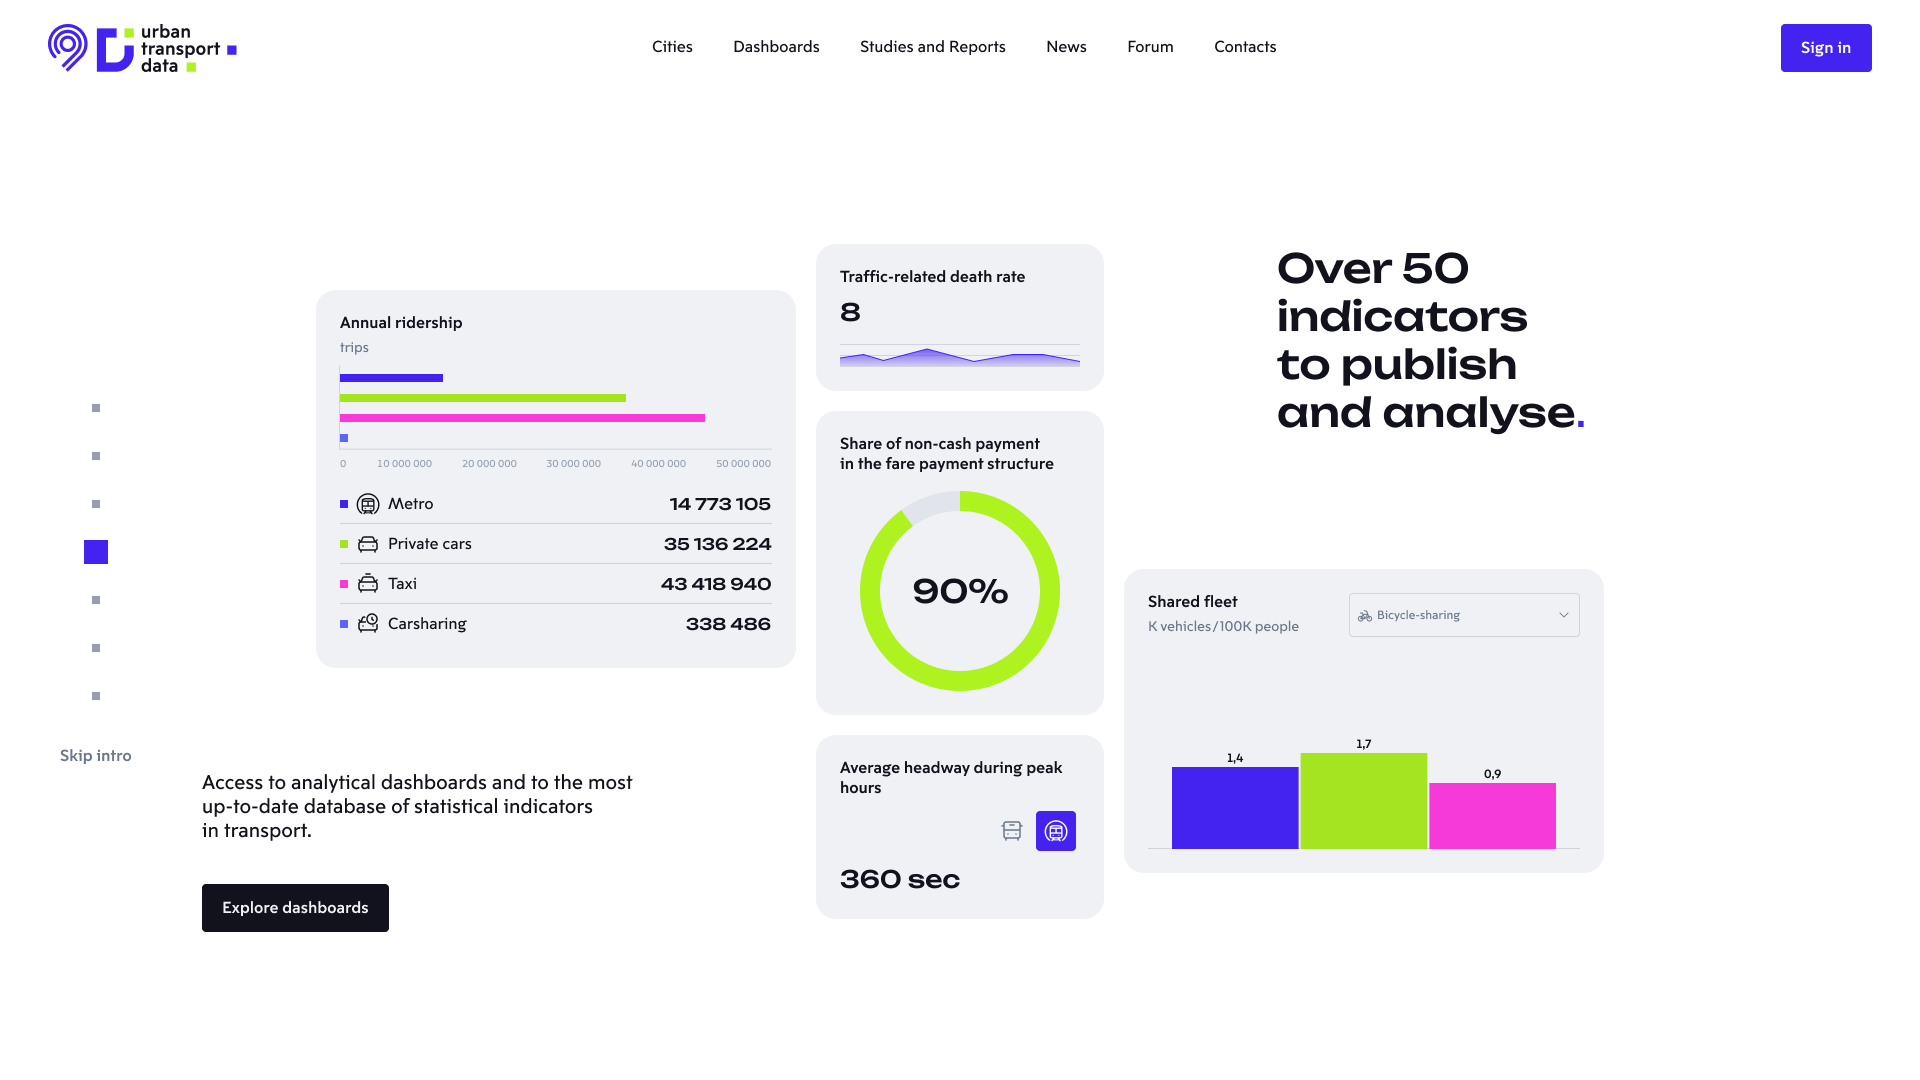 urban
transport
data
Cities
Dashboards
Studies and Reports
News
Forum
Contacts
Sign in
Annual ridership
trips
0 10 000 000 20 000 000 30 000 000 40 000 000 50 000 000
Metro 14 773 105
Private cars 35 136 224
Taxi 43 418 940
Carsharing 338 486
Traffic-related death rate
8
Share of non-cash payment
in the fare payment structure
90%
Average headway during peak
hours
360 sec
Over 50
indicators
to publish
and analyse.
Shared fleet
K vehicles/100K people
Bicycle-sharing
1,4
1,7
0,9
Skip intro
Access to analytical dashboards and to the most
up-to-date database of statistical indicators
in transport.
Explore dashboards